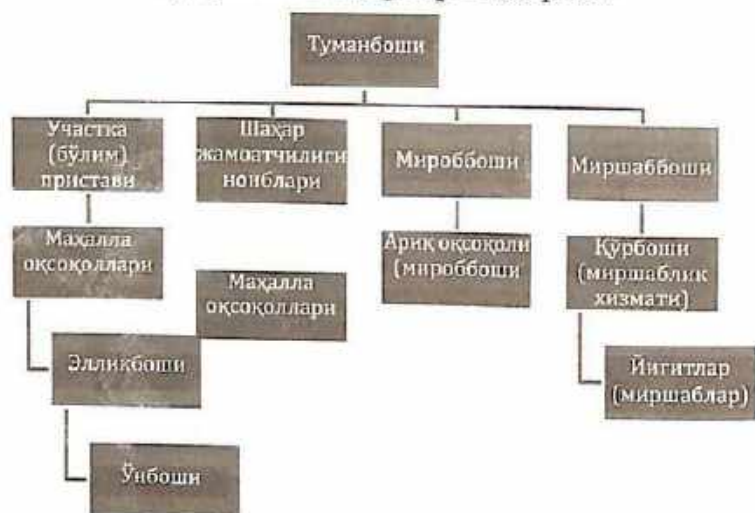 Туманбоши
Участка
(бўлим)
пристави
Шаҳар
жамоатчилиги
ноиблари
Мироббоши
Миршаббоши
Маҳалла
оқсоқоллари
Маҳалла
оқсоқоллари
Ариқ оқсоқоли
(мироббоши
Қўрбоши
(миршаблик
хизмати)
Элликбоши
Йигитлар
(миршаблар)
Ўнбоши